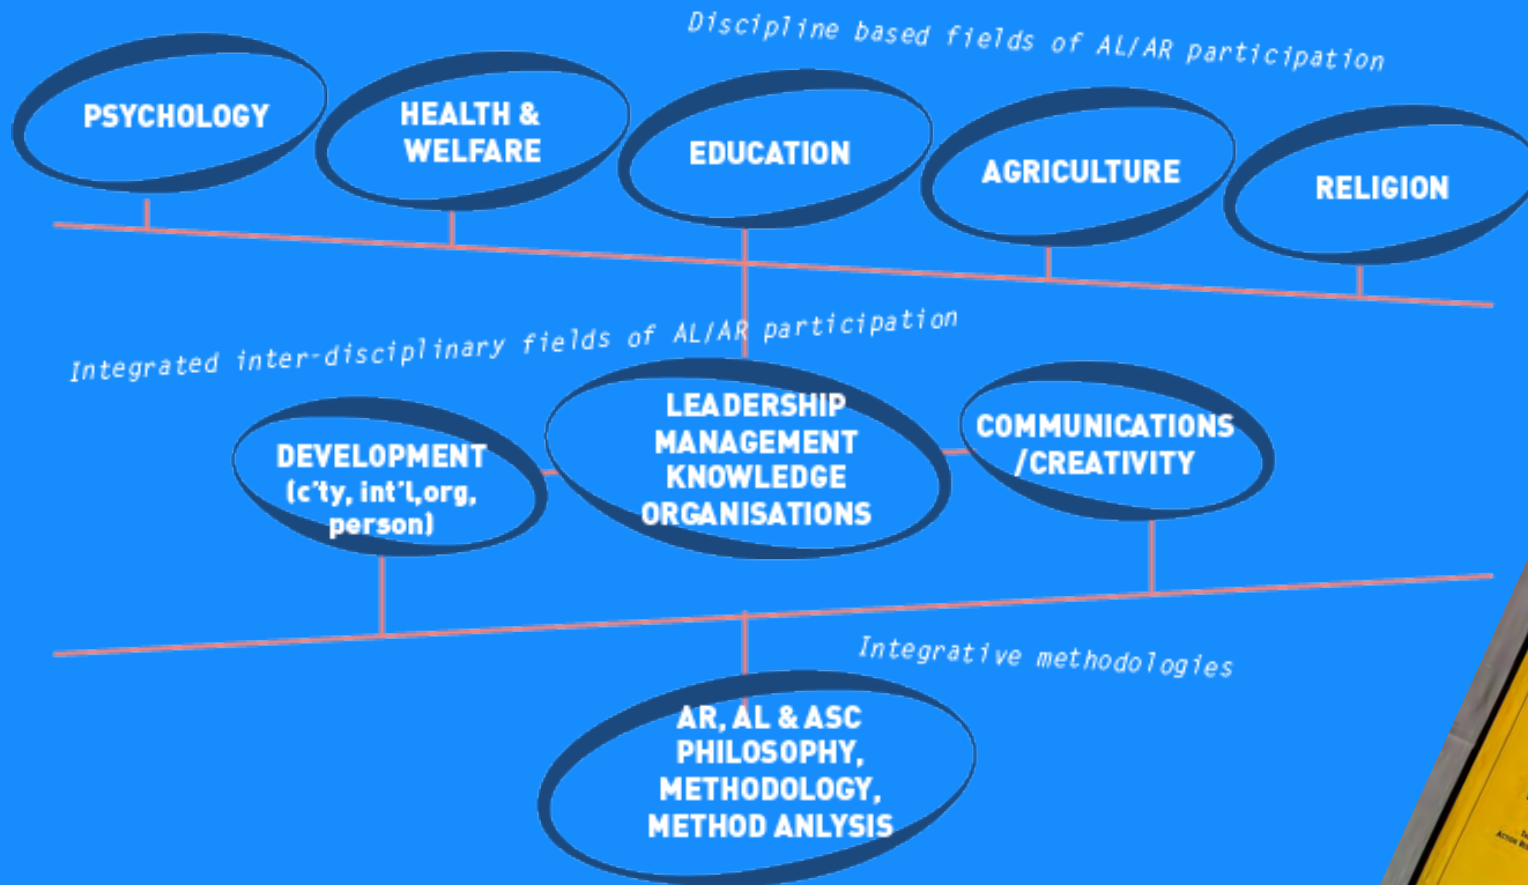 Discipline based fields of AL/AR participation
PSYCHOLOGY
HEALTH &
WELFARE
EDUCATION
AGRICULTURE
RELIGION
Integrated inter-disciplinary fields of AL/AR participation
DEVELOPMENT
(c'ty, int'l,org,
person)
LEADERSHIP
MANAGEMENT
KNOWLEDGE
ORGANISATIONS
COMMUNICATIONS
/CREATIVITY
Integrative methodologies
AR, AL & ASC
PHILOSOPHY,
METHODOLOGY,
METHOD ANLYSIS